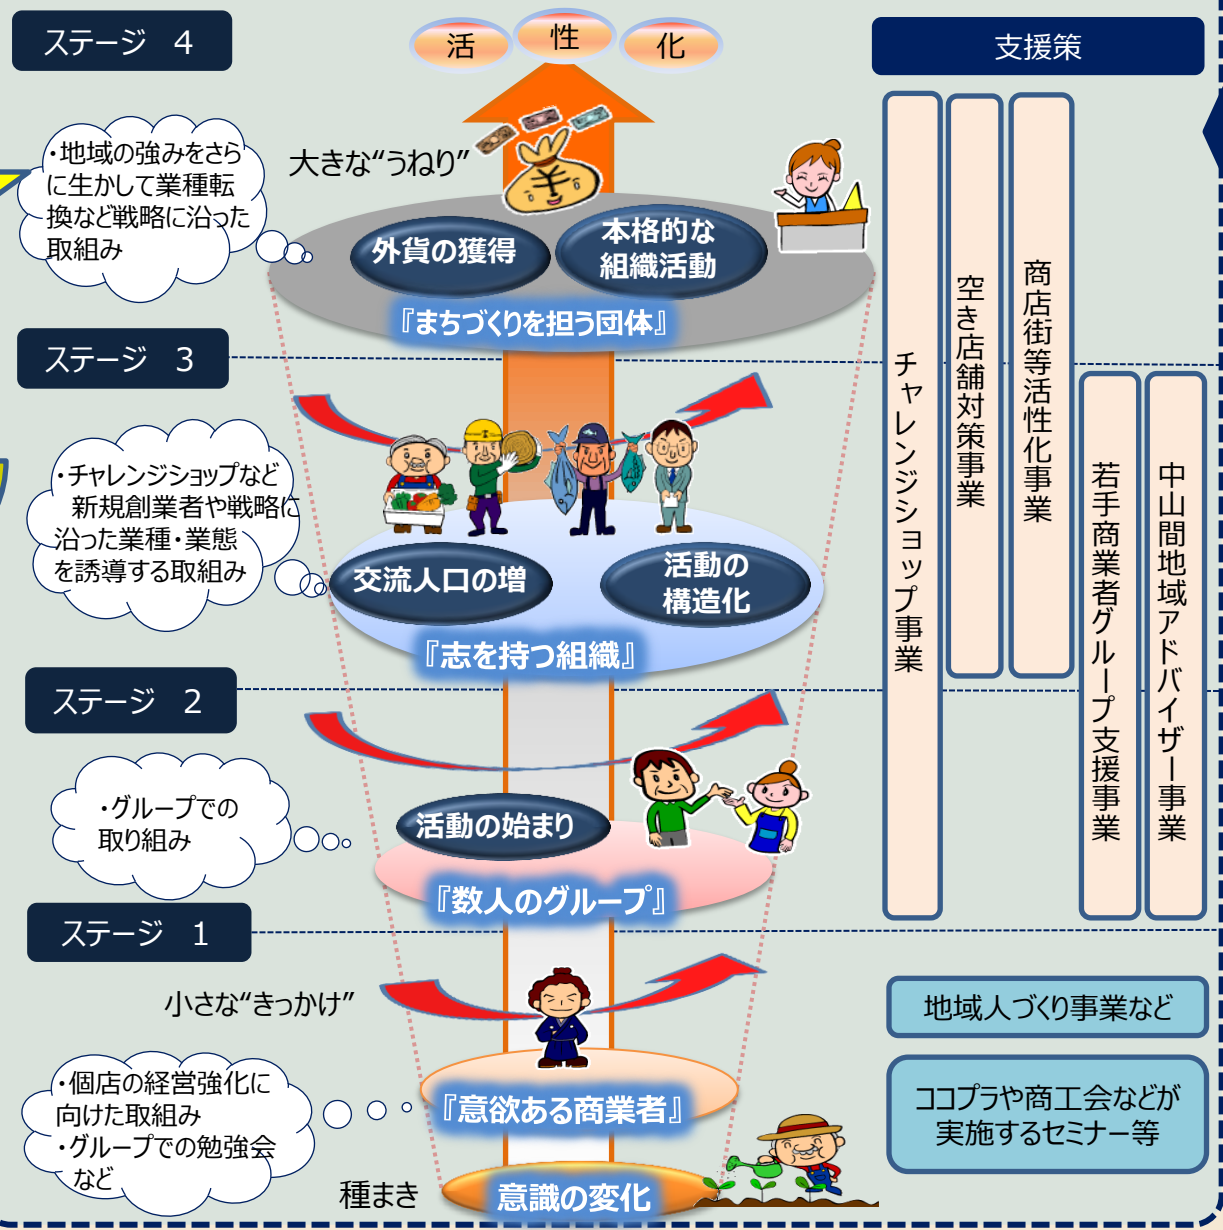 ステージ 4
活 性 化
支援策
・地域の強みをさら
に生かして業種転
換など戦略に沿った
取組み
大きな“うねり”
外貨の獲得
本格的な
組織活動
『まちづくりを担う団体』
ステージ 3
・チャレンジショップなど
新規創業者や戦略に
沿った業種・業態
を誘導する取組み
交流人口の増
活動の
構造化
『志を持つ組織』
ステージ 2
・グループでの
取り組み
活動の始まり
『数人のグループ』
ステージ 1
小さな“きっかけ”
・個店の経営強化に
向けた取組み
・グループでの勉強会
など
『意欲ある商業者』
種まき
意識の変化
チャレンジショップ事業
空き店舗対策事業
商店街等活性化事業
若手商業者グループ支援事業
中山間地域アドバイザー事業
地域人づくり事業など
ココプラや商工会などが
実施するセミナー等